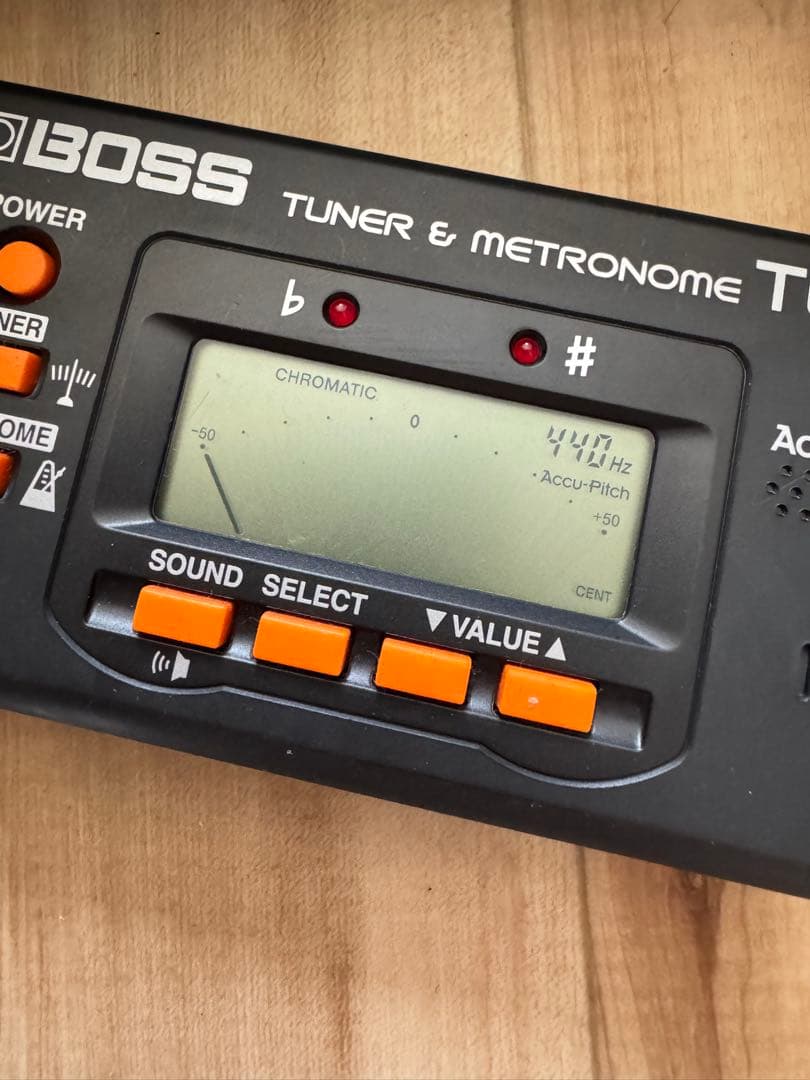 BOSS
TUNER & METRONOME
POWER
♭
#
CHROMATIC
0
-50
440 Hz
Accu-Pitch
+50
CENT
SOUND SELECT
▼ VALUE ▲